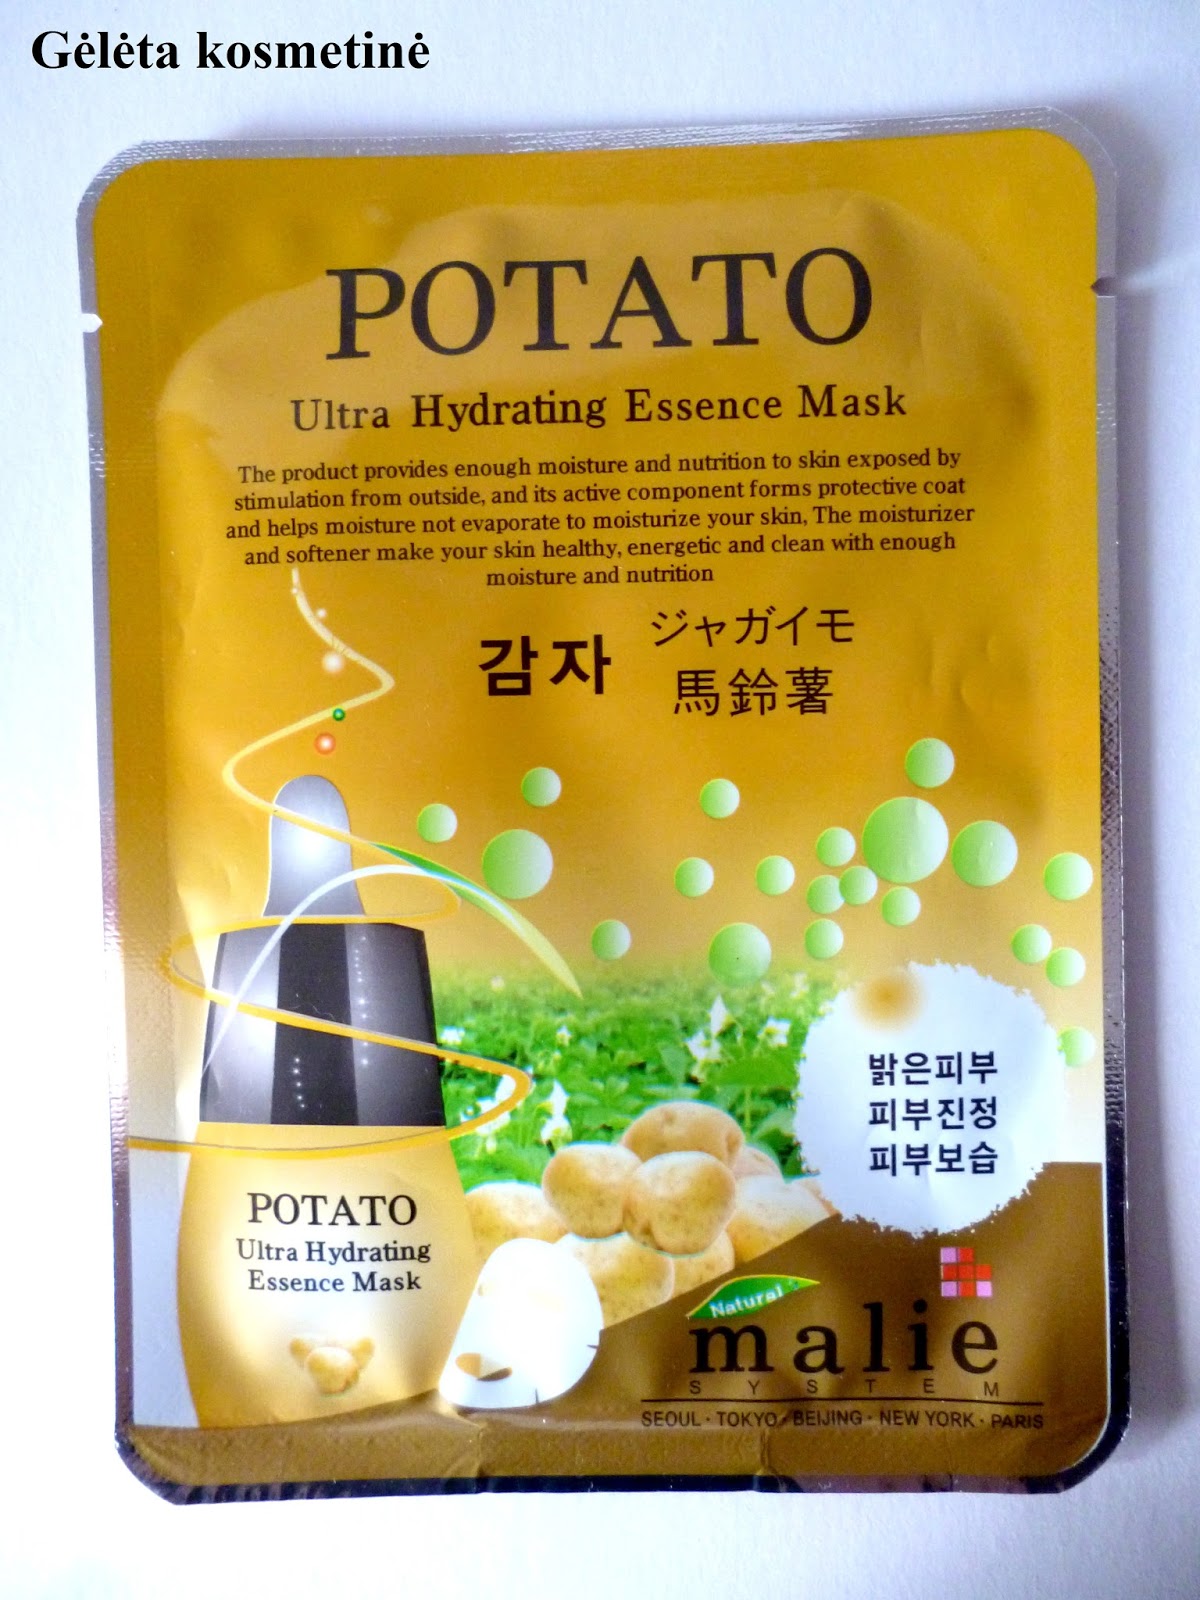 Gėlėta kosmetinė
POTATO
Ultra Hydrating Essence Mask
The product provides enough moisture and nutrition to skin exposed by
stimulation from outside, and its active component forms protective coat
and helps moisture not evaporate to moisturize your skin, The moisturizer
and softener make your skin healthy, energetic and clean with enough
moisture and nutrition
감자
ジャガイモ
馬鈴薯
밝은피부
피부진정
피부보습
POTATO
Ultra Hydrating
Essence Mask
Natural
malie
SYSTEM
SEOUL · TOKYO · BEIJING · NEW YORK · PARIS